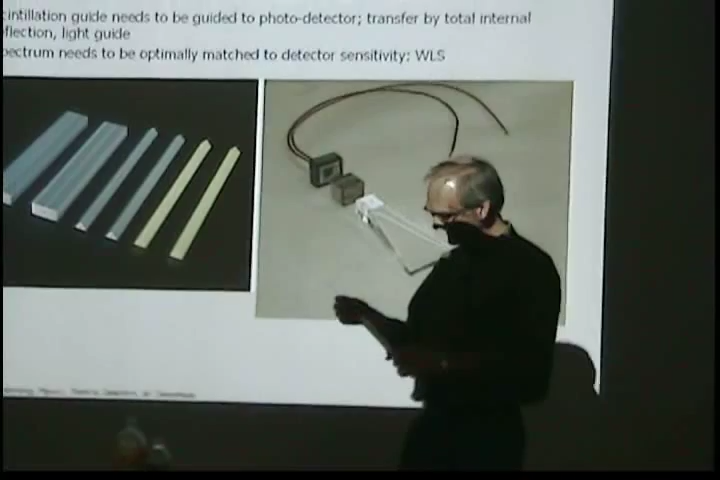 cintillation guide needs to be guided to photo-detector; transfer by total internal
flection, light guide
pectrum needs to be optimally matched to detector sensitivity: WLS